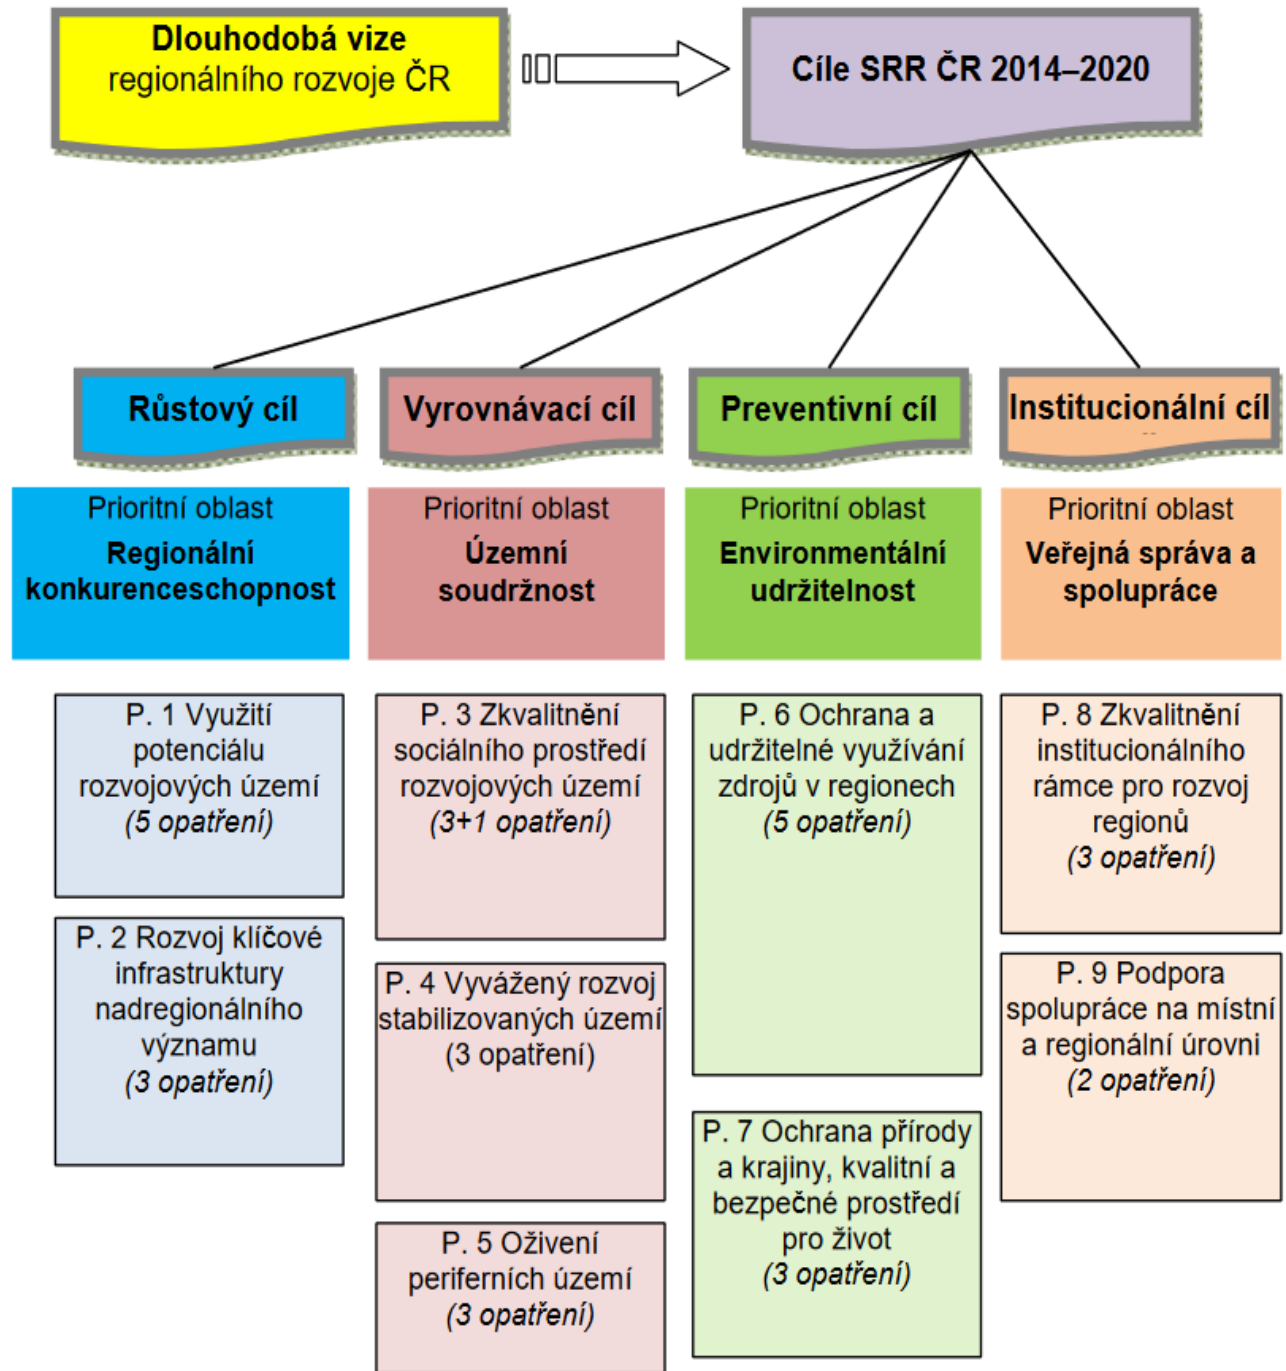 Dlouhodobá vize
regionálního rozvoje ČR
Cíle SRR ČR 2014–2020
Růstový cíl
Vyrovnávací cíl
Preventivní cíl
Institucionální cíl
Prioritní oblast
Regionální
konkurenceschopnost
Prioritní oblast
Územní
soudržnost
Prioritní oblast
Environmentální
udržitelnost
Prioritní oblast
Veřejná správa a
spolupráce
P. 1 Využití
potenciálu
rozvojových území
(5 opatření)
P. 2 Rozvoj klíčové
infrastruktury
nadregionálního
významu
(3 opatření)
P. 3 Zkvalitnění
sociálního prostředí
rozvojových území
(3+1 opatření)
P. 4 Vyvážený rozvoj
stabilizovaných území
(3 opatření)
P. 5 Oživení
periferních území
(3 opatření)
P. 6 Ochrana a
udržitelné využívání
zdrojů v regionech
(5 opatření)
P. 7 Ochrana přírody
a krajiny, kvalitní a
bezpečné prostředí
pro život
(3 opatření)
P. 8 Zkvalitnění
institucionálního
rámce pro rozvoj
regionů
(3 opatření)
P. 9 Podpora
spolupráce na místní
a regionální úrovni
(2 opatření)